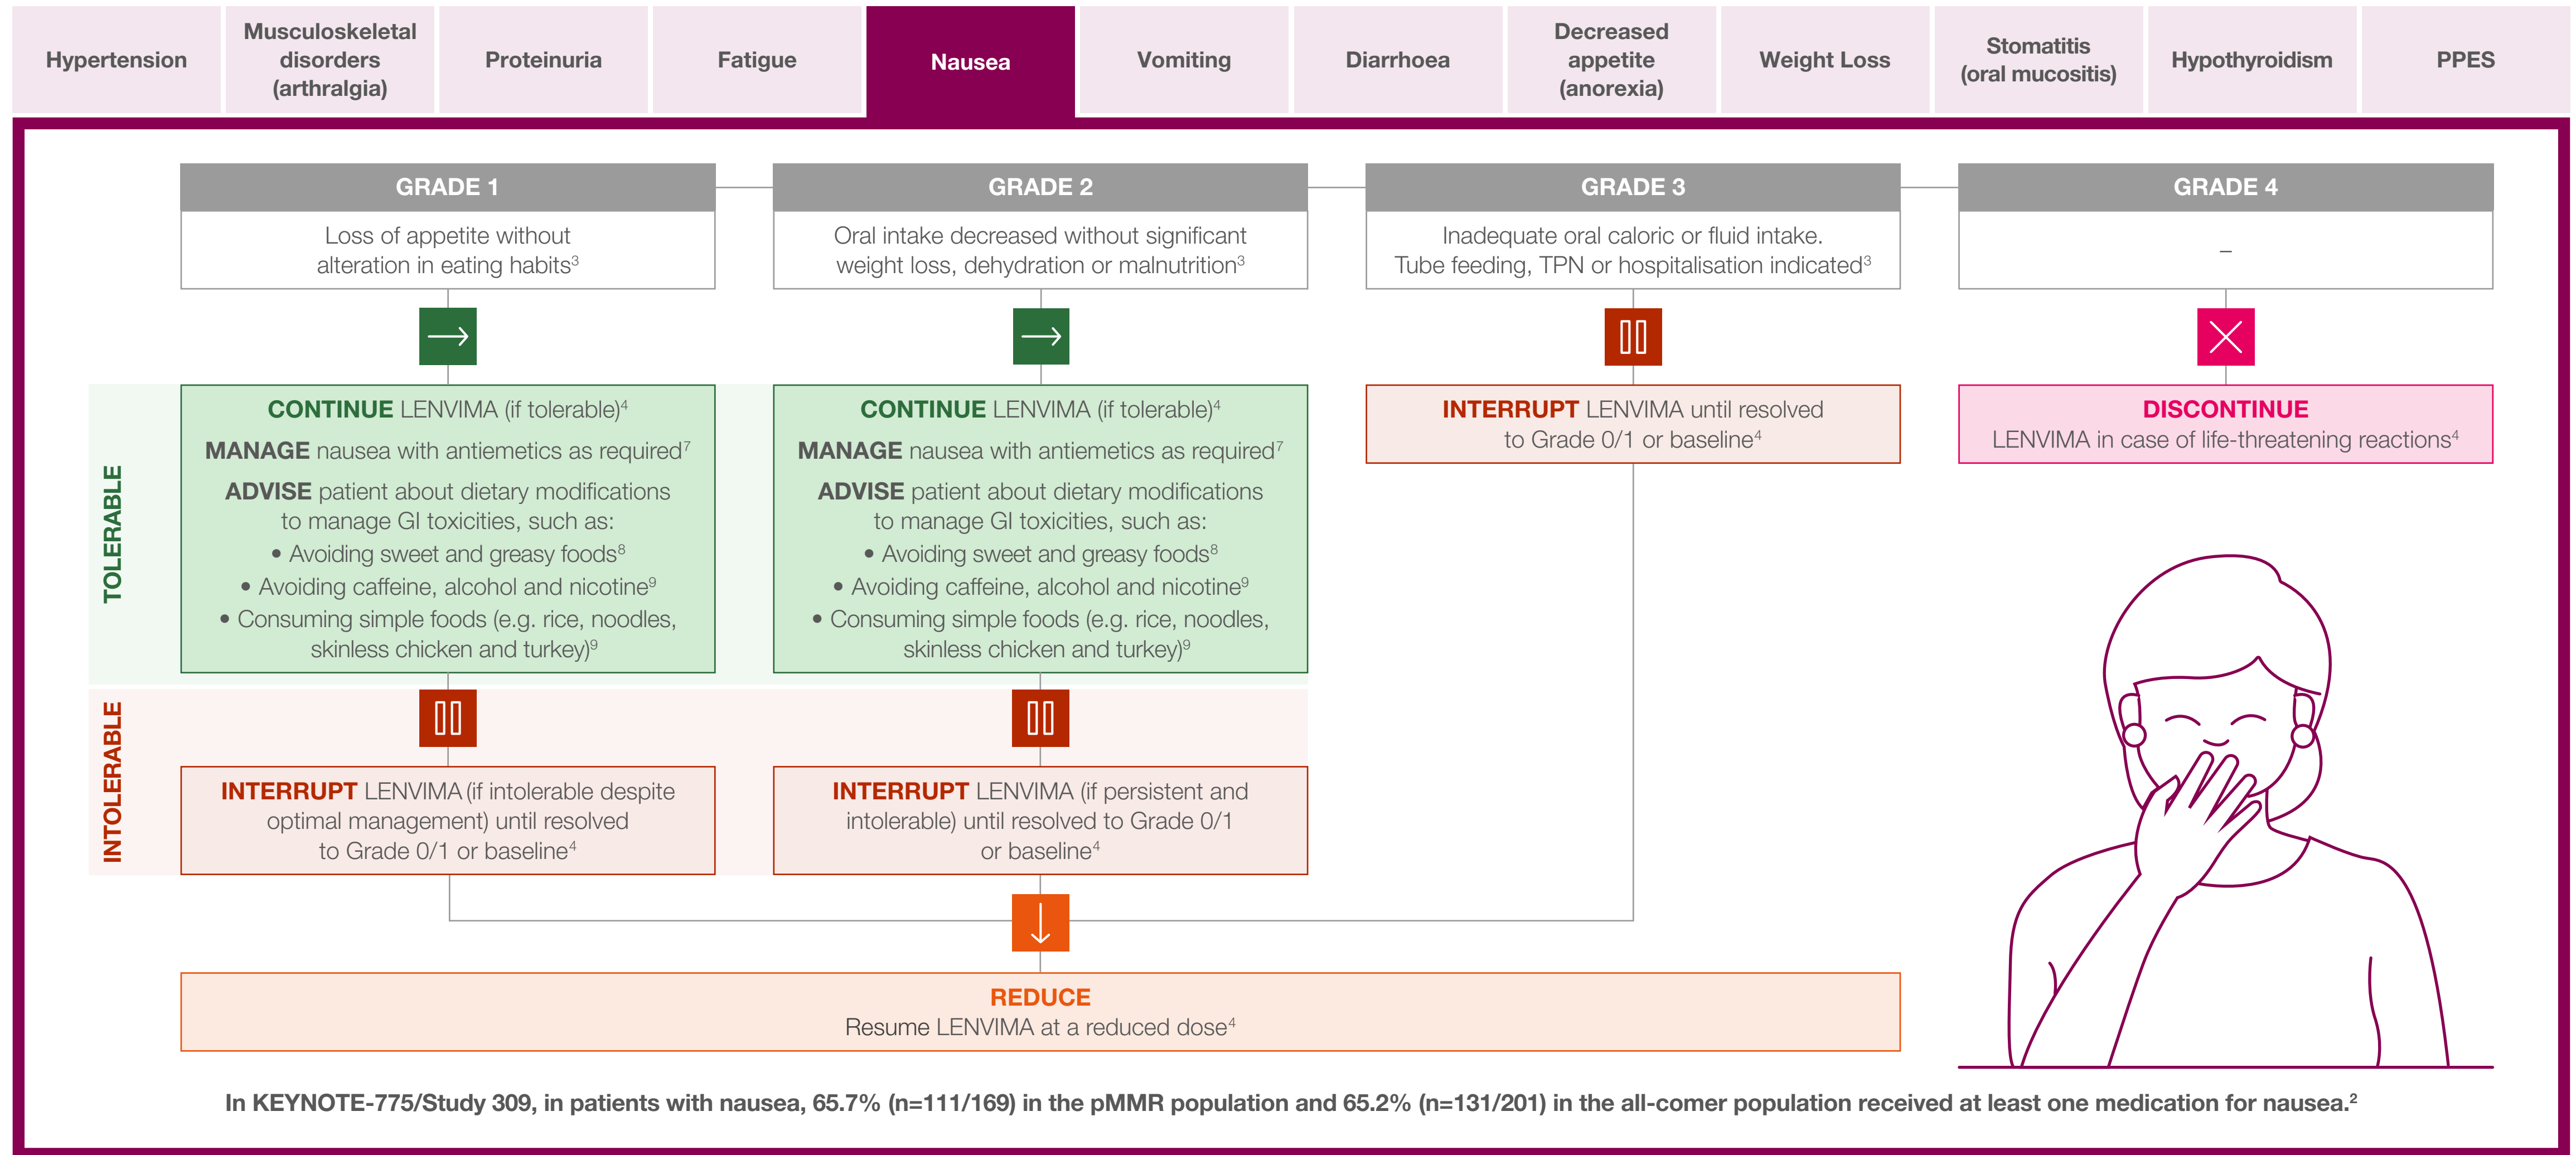 Hypertension
Musculoskeletal
disorders
(arthralgia)
Proteinuria
Fatigue
Nausea
Vomiting
Diarrhoea
Decreased
appetite
(anorexia)
Weight Loss
Stomatitis
(oral mucositis)
Hypothyroidism
PPES
GRADE 1
Loss of appetite without
alteration in eating habits³
GRADE 2
Oral intake decreased without significant
weight loss, dehydration or malnutrition³
GRADE 3
Inadequate oral caloric or fluid intake.
Tube feeding, TPN or hospitalisation indicated³
GRADE 4
–
TOLERABLE
CONTINUE LENVIMA (if tolerable)⁴
MANAGE nausea with antiemetics as required⁷
ADVISE patient about dietary modifications
to manage GI toxicities, such as:
• Avoiding sweet and greasy foods⁸
• Avoiding caffeine, alcohol and nicotine⁹
• Consuming simple foods (e.g. rice, noodles,
skinless chicken and turkey)⁹
CONTINUE LENVIMA (if tolerable)⁴
MANAGE nausea with antiemetics as required⁷
ADVISE patient about dietary modifications
to manage GI toxicities, such as:
• Avoiding sweet and greasy foods⁸
• Avoiding caffeine, alcohol and nicotine⁹
• Consuming simple foods (e.g. rice, noodles,
skinless chicken and turkey)⁹
INTERRUPT LENVIMA until resolved
to Grade 0/1 or baseline⁴
DISCONTINUE
LENVIMA in case of life-threatening reactions⁴
INTOLERABLE
INTERRUPT LENVIMA (if intolerable despite
optimal management) until resolved
to Grade 0/1 or baseline⁴
INTERRUPT LENVIMA (if persistent and
intolerable) until resolved to Grade 0/1
or baseline⁴
REDUCE
Resume LENVIMA at a reduced dose⁴
In KEYNOTE-775/Study 309, in patients with nausea, 65.7% (n=111/169) in the pMMR population and 65.2% (n=131/201) in the all-comer population received at least one medication for nausea.²